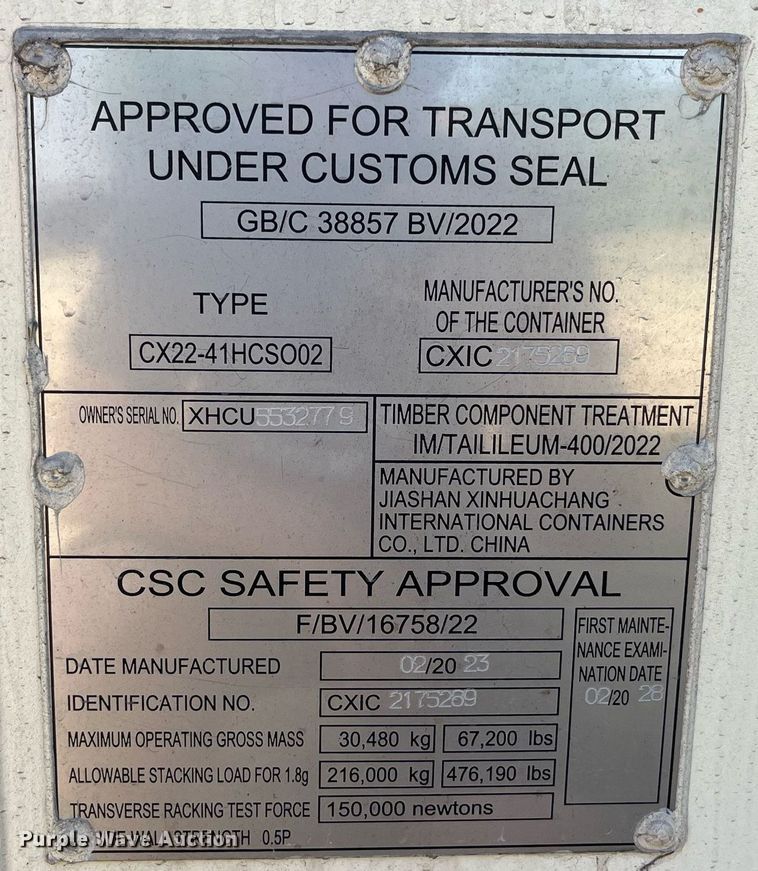 APPROVED FOR TRANSPORT
UNDER CUSTOMS SEAL
GB/C 38857 BV/2022
TYPE
CX22-41HCSO02
MANUFACTURER'S NO.
OF THE CONTAINER
CXIC 2175269
OWNER'S SERIAL NO. XHCU 5532779
TIMBER COMPONENT TREATMENT
IM/TAILILEUM-400/2022
MANUFACTURED BY
JIASHAN XINHUACHANG
INTERNATIONAL CONTAINERS
CO., LTD. CHINA
CSC SAFETY APPROVAL
F/BV/16758/22
DATE MANUFACTURED 02/20 23
IDENTIFICATION NO. CXIC 2175269
MAXIMUM OPERATING GROSS MASS 30,480 kg 67,200 lbs
ALLOWABLE STACKING LOAD FOR 1.8g 216,000 kg 476,190 lbs
TRANSVERSE RACKING TEST FORCE 150,000 newtons
0.5P
FIRST MAINTE-
NANCE EXAMI-
NATION DATE
02/20 28
Purple Wave Auction